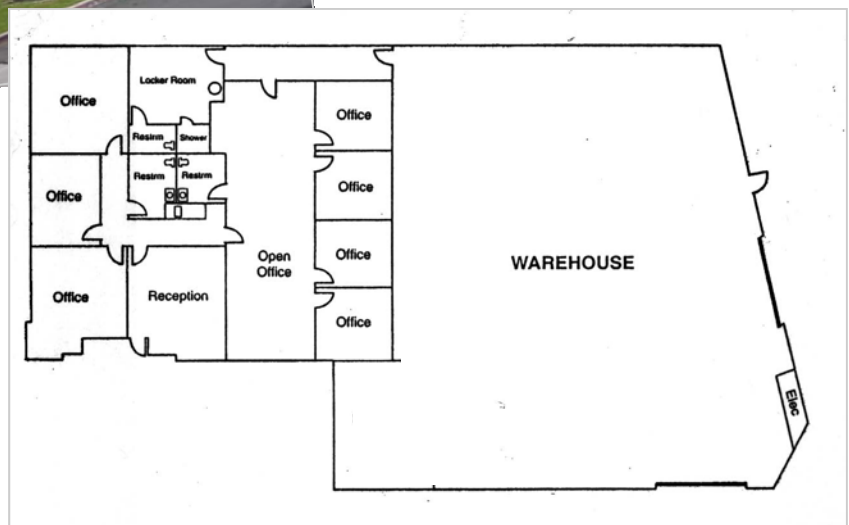 Locker Room
Office
Office
Restrm
Shower
Restrm
Restrm
Office
Office
Open
Office
WAREHOUSE
Office
Office
Reception
Office
Office
Elec